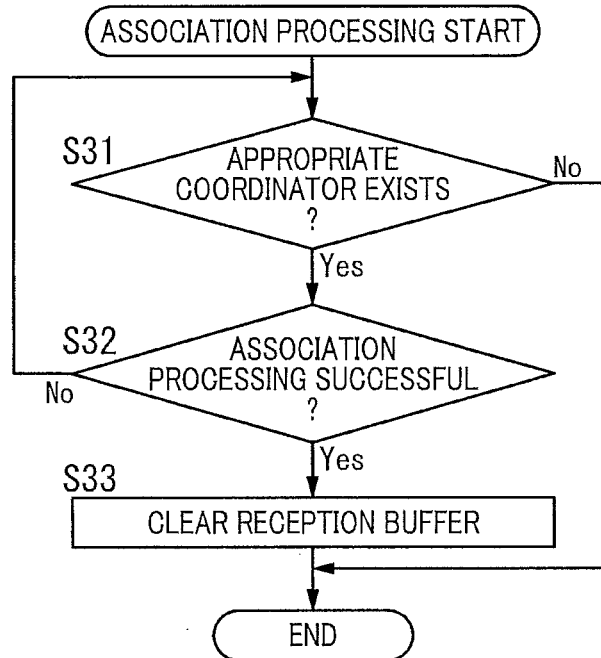 ASSOCIATION PROCESSING START
S31
APPROPRIATE
COORDINATOR EXISTS
?
No
Yes
S32
ASSOCIATION
PROCESSING SUCCESSFUL
?
No
Yes
S33
CLEAR RECEPTION BUFFER
END